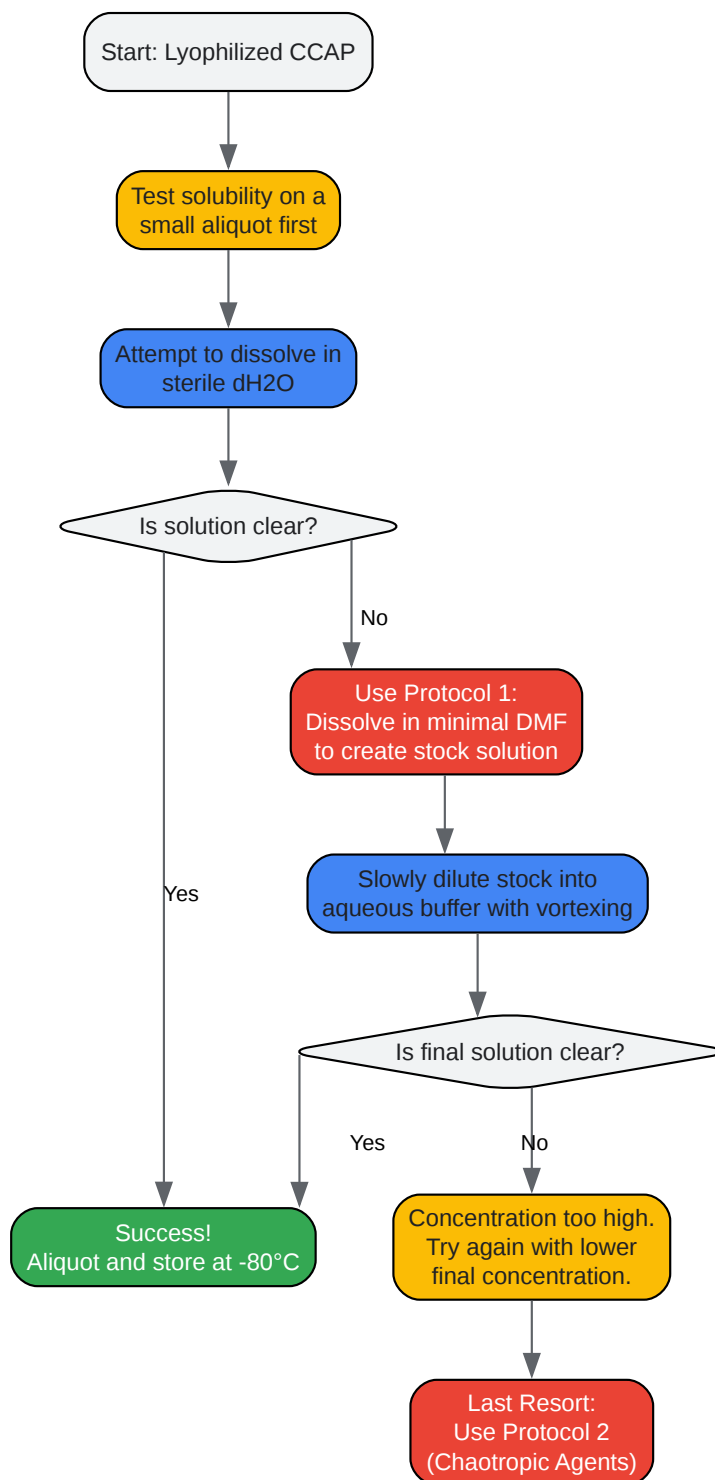 Start: Lyophilized CCAP
Test solubility on a
small aliquot first
Attempt to dissolve in
sterile dH2O
Is solution clear?
No
Use Protocol 1:
Dissolve in minimal DMF
to create stock solution
Yes
Slowly dilute stock into
aqueous buffer with vortexing
Is final solution clear?
Yes
No
Success!
Aliquot and store at -80°C
Concentration too high.
Try again with lower
final concentration.
Last Resort:
Use Protocol 2
(Chaotropic Agents)